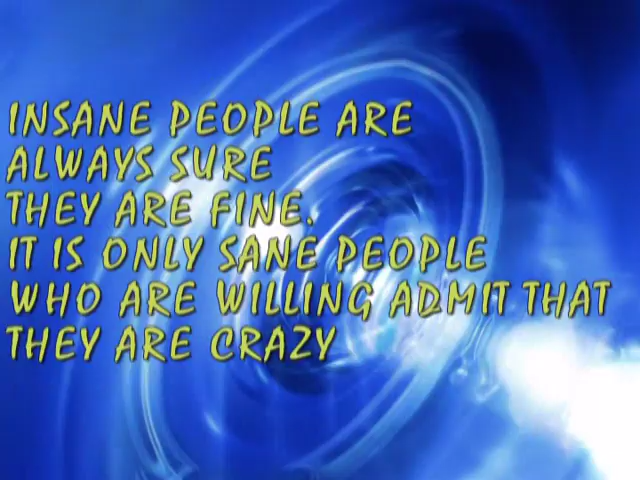 INSANE PEOPLE ARE
ALWAYS SURE
THEY ARE FINE.
IT IS ONLY SANE PEOPLE
WHO ARE WILLING ADMIT THAT
THEY ARE CRAZY